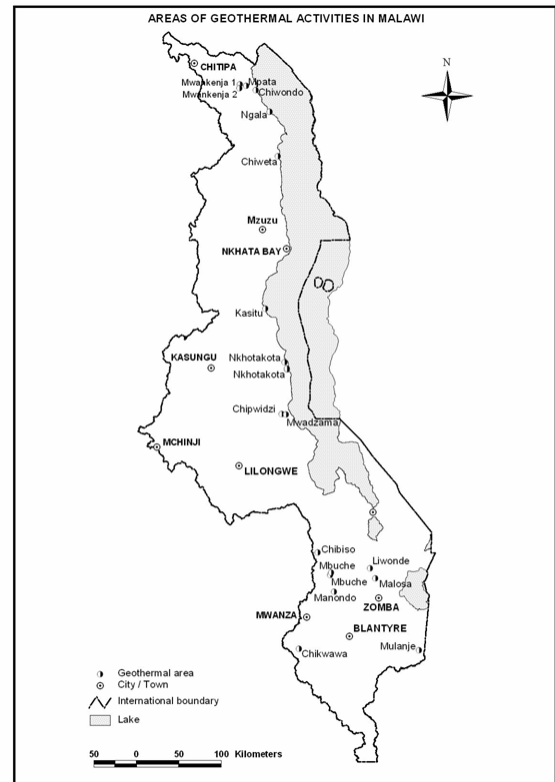 AREAS OF GEOTHERMAL ACTIVITIES IN MALAWI
N
CHITIPA
Mwankenja 1
Mpata
Mwankenja 2
Chiwondo
Ngala
Chiweta
Mzuzu
NKHATA BAY
Kasitu
KASUNGU
Nkhotakota
Nkhotakota
Chipwidzi
Mwadzama
MCHINJI
LILONGWE
Chibiso
Mbuche
Liwonde
Mbuche
Malosa
Manondo
ZOMBA
MWANZA
BLANTYRE
Chikwawa
Mulanje
Geothermal area
City / Town
International boundary
Lake
50 0 50 100 Kilometers